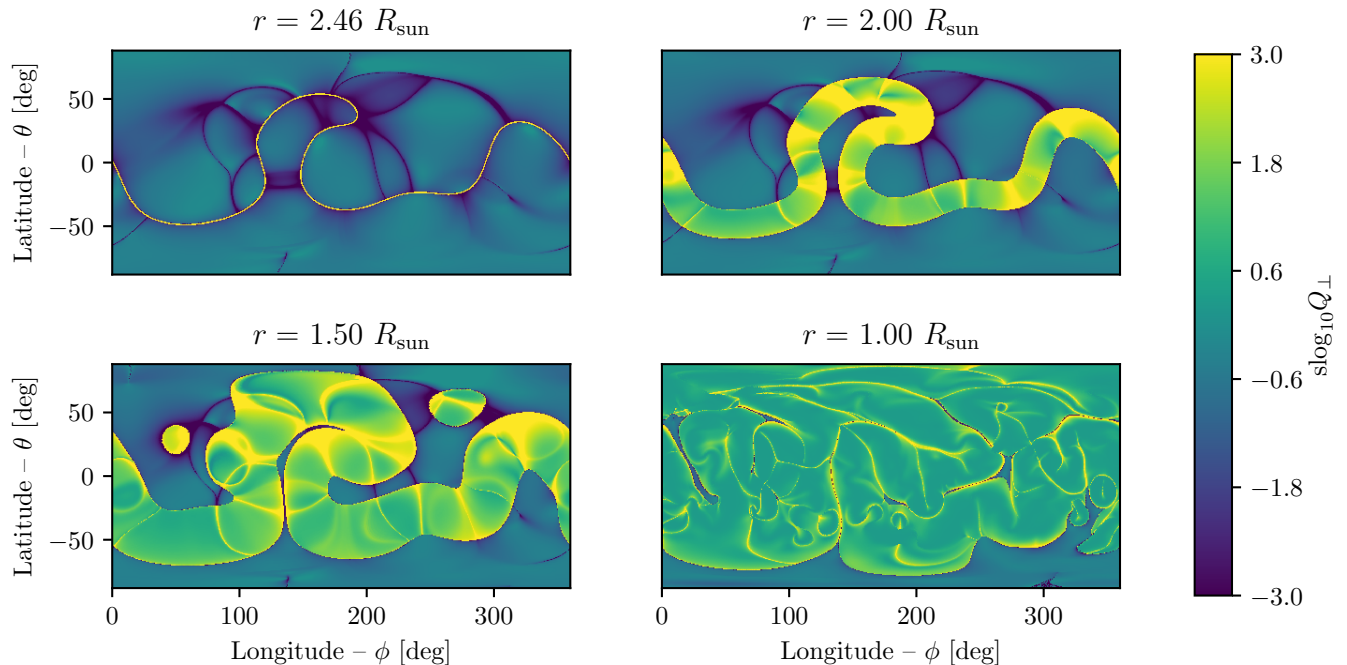 r = 2.46 R_sun
r = 2.00 R_sun
Latitude – θ [deg]
50
0
−50
3.0
1.8
0.6
−0.6
−1.8
−3.0
slog₁₀Q⊥
r = 1.50 R_sun
r = 1.00 R_sun
Latitude – θ [deg]
50
0
−50
0 100 200 300
0 100 200 300
Longitude – ϕ [deg]
Longitude – ϕ [deg]